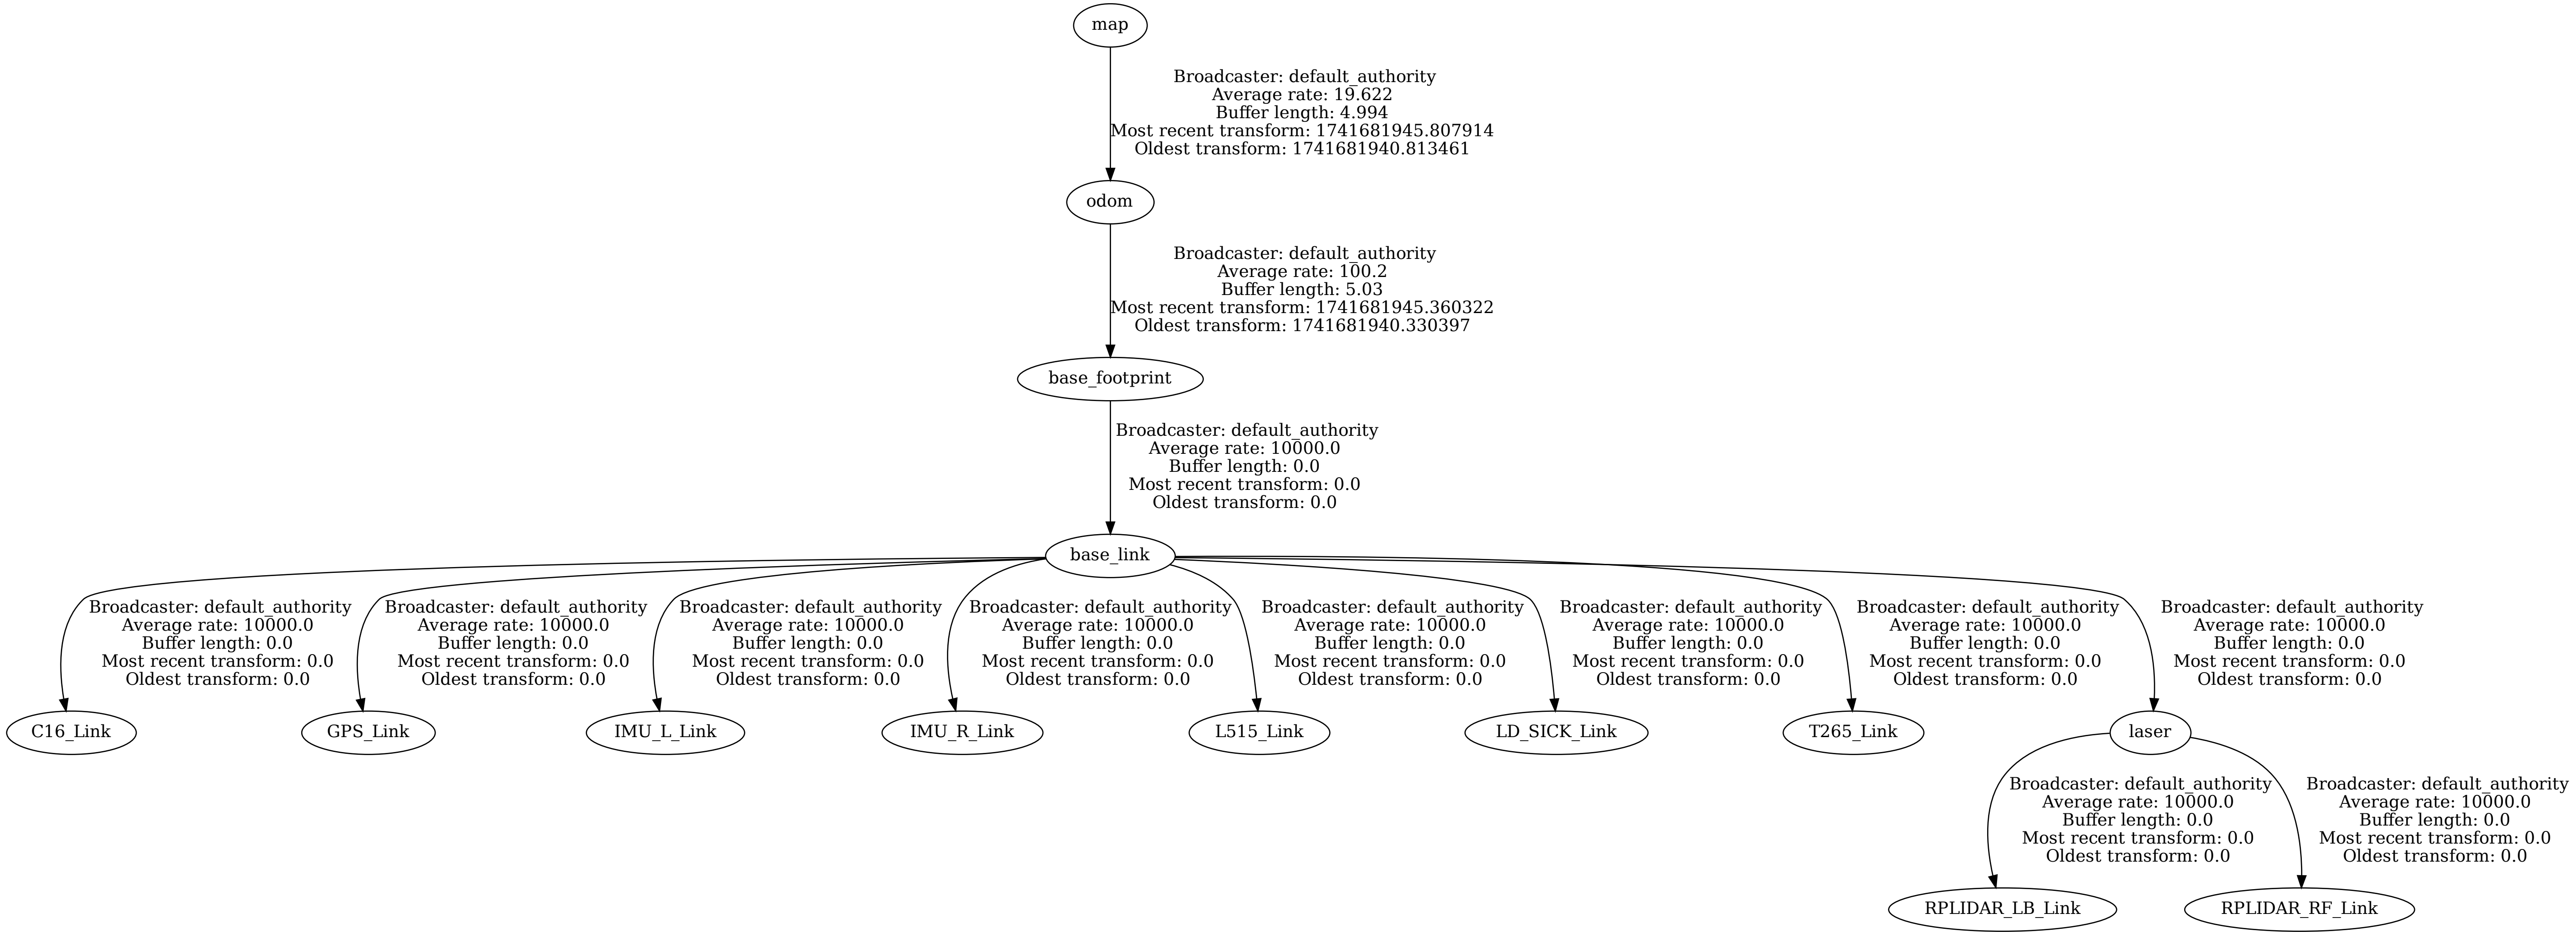 map
Broadcaster: default_authority
Average rate: 19.622
Buffer length: 4.994
Most recent transform: 1741681945.807914
Oldest transform: 1741681940.813461
odom
Broadcaster: default_authority
Average rate: 100.2
Buffer length: 5.03
Most recent transform: 1741681945.360322
Oldest transform: 1741681940.330397
base_footprint
Broadcaster: default_authority
Average rate: 10000.0
Buffer length: 0.0
Most recent transform: 0.0
Oldest transform: 0.0
base_link
Broadcaster: default_authority
Average rate: 10000.0
Buffer length: 0.0
Most recent transform: 0.0
Oldest transform: 0.0
Broadcaster: default_authority
Average rate: 10000.0
Buffer length: 0.0
Most recent transform: 0.0
Oldest transform: 0.0
Broadcaster: default_authority
Average rate: 10000.0
Buffer length: 0.0
Most recent transform: 0.0
Oldest transform: 0.0
Broadcaster: default_authority
Average rate: 10000.0
Buffer length: 0.0
Most recent transform: 0.0
Oldest transform: 0.0
Broadcaster: default_authority
Average rate: 10000.0
Buffer length: 0.0
Most recent transform: 0.0
Oldest transform: 0.0
Broadcaster: default_authority
Average rate: 10000.0
Buffer length: 0.0
Most recent transform: 0.0
Oldest transform: 0.0
Broadcaster: default_authority
Average rate: 10000.0
Buffer length: 0.0
Most recent transform: 0.0
Oldest transform: 0.0
Broadcaster: default_authority
Average rate: 10000.0
Buffer length: 0.0
Most recent transform: 0.0
Oldest transform: 0.0
C16_Link
GPS_Link
IMU_L_Link
IMU_R_Link
L515_Link
LD_SICK_Link
T265_Link
laser
Broadcaster: default_authority
Average rate: 10000.0
Buffer length: 0.0
Most recent transform: 0.0
Oldest transform: 0.0
Broadcaster: default_authority
Average rate: 10000.0
Buffer length: 0.0
Most recent transform: 0.0
Oldest transform: 0.0
RPLIDAR_LB_Link
RPLIDAR_RF_Link